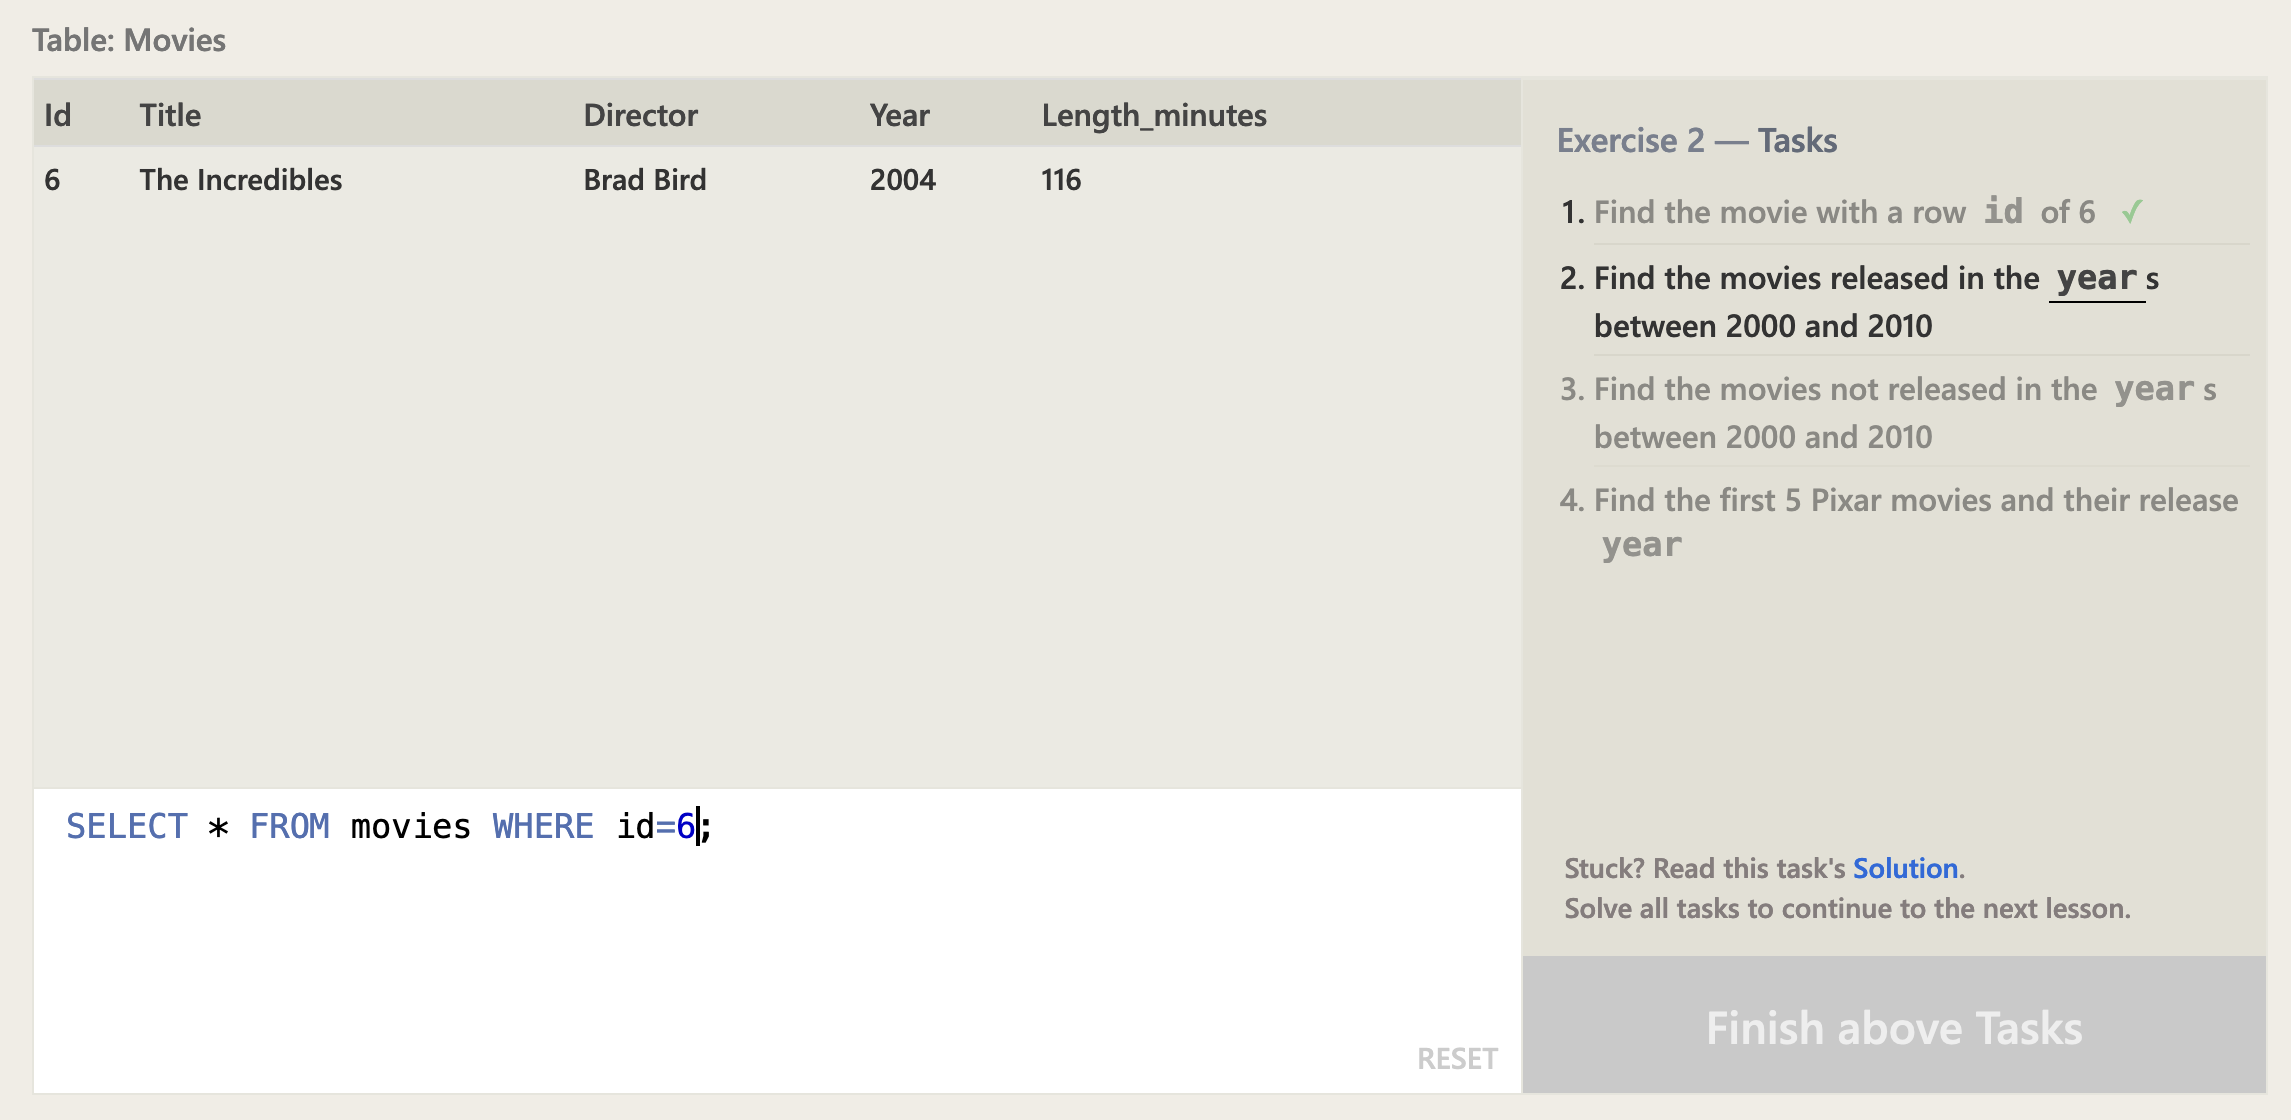 Table: Movies
Id Title Director Year Length_minutes
6 The Incredibles Brad Bird 2004 116
SELECT * FROM movies WHERE id=6;
RESET
Exercise 2 — Tasks
1. Find the movie with a row id of 6 ✓
2. Find the movies released in the year s
between 2000 and 2010
3. Find the movies not released in the year s
between 2000 and 2010
4. Find the first 5 Pixar movies and their release
year
Stuck? Read this task's Solution.
Solve all tasks to continue to the next lesson.
Finish above Tasks